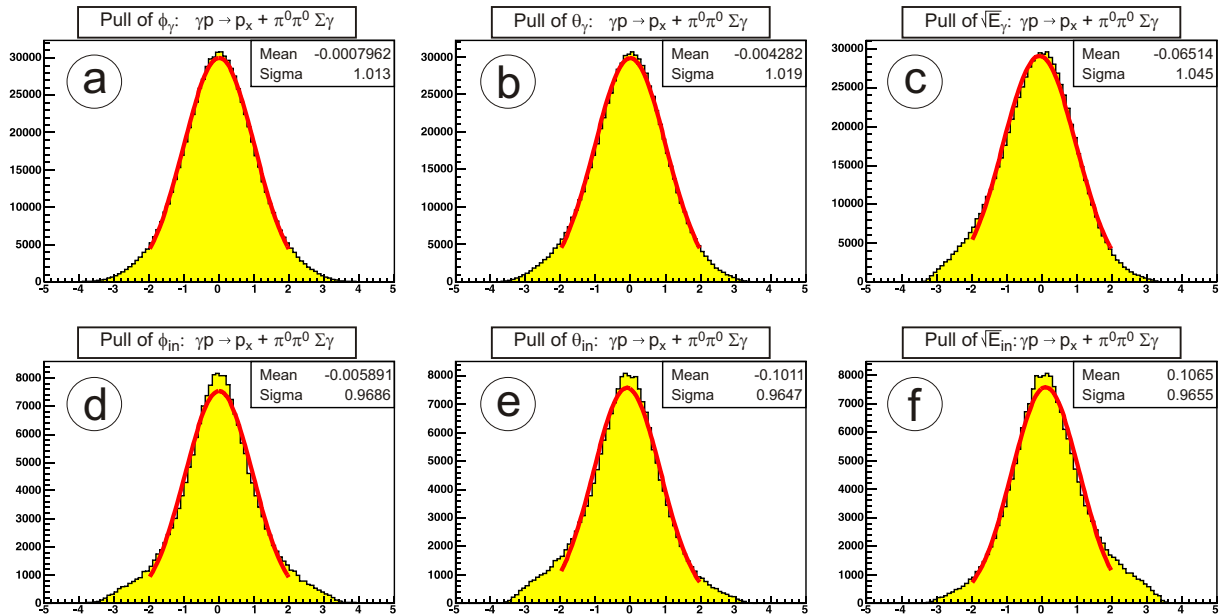 Pull of ϕγ: γp → pₓ + π⁰π⁰ Σγ
Mean -0.0007962
Sigma 1.013
a
30000
25000
20000
15000
10000
5000
0
-5 -4 -3 -2 -1 0 1 2 3 4 5
Pull of θγ: γp → pₓ + π⁰π⁰ Σγ
Mean -0.004282
Sigma 1.019
b
30000
25000
20000
15000
10000
5000
0
-5 -4 -3 -2 -1 0 1 2 3 4 5
Pull of √Eγ: γp → pₓ + π⁰π⁰ Σγ
Mean -0.06514
Sigma 1.045
c
30000
25000
20000
15000
10000
5000
0
-5 -4 -3 -2 -1 0 1 2 3 4 5
Pull of ϕin: γp → pₓ + π⁰π⁰ Σγ
Mean -0.005891
Sigma 0.9686
d
8000
7000
6000
5000
4000
3000
2000
1000
0
-5 -4 -3 -2 -1 0 1 2 3 4 5
Pull of θin: γp → pₓ + π⁰π⁰ Σγ
Mean -0.1011
Sigma 0.9647
e
8000
7000
6000
5000
4000
3000
2000
1000
0
-5 -4 -3 -2 -1 0 1 2 3 4 5
Pull of √Ein: γp → pₓ + π⁰π⁰ Σγ
Mean 0.1065
Sigma 0.9655
f
8000
7000
6000
5000
4000
3000
2000
1000
0
-5 -4 -3 -2 -1 0 1 2 3 4 5